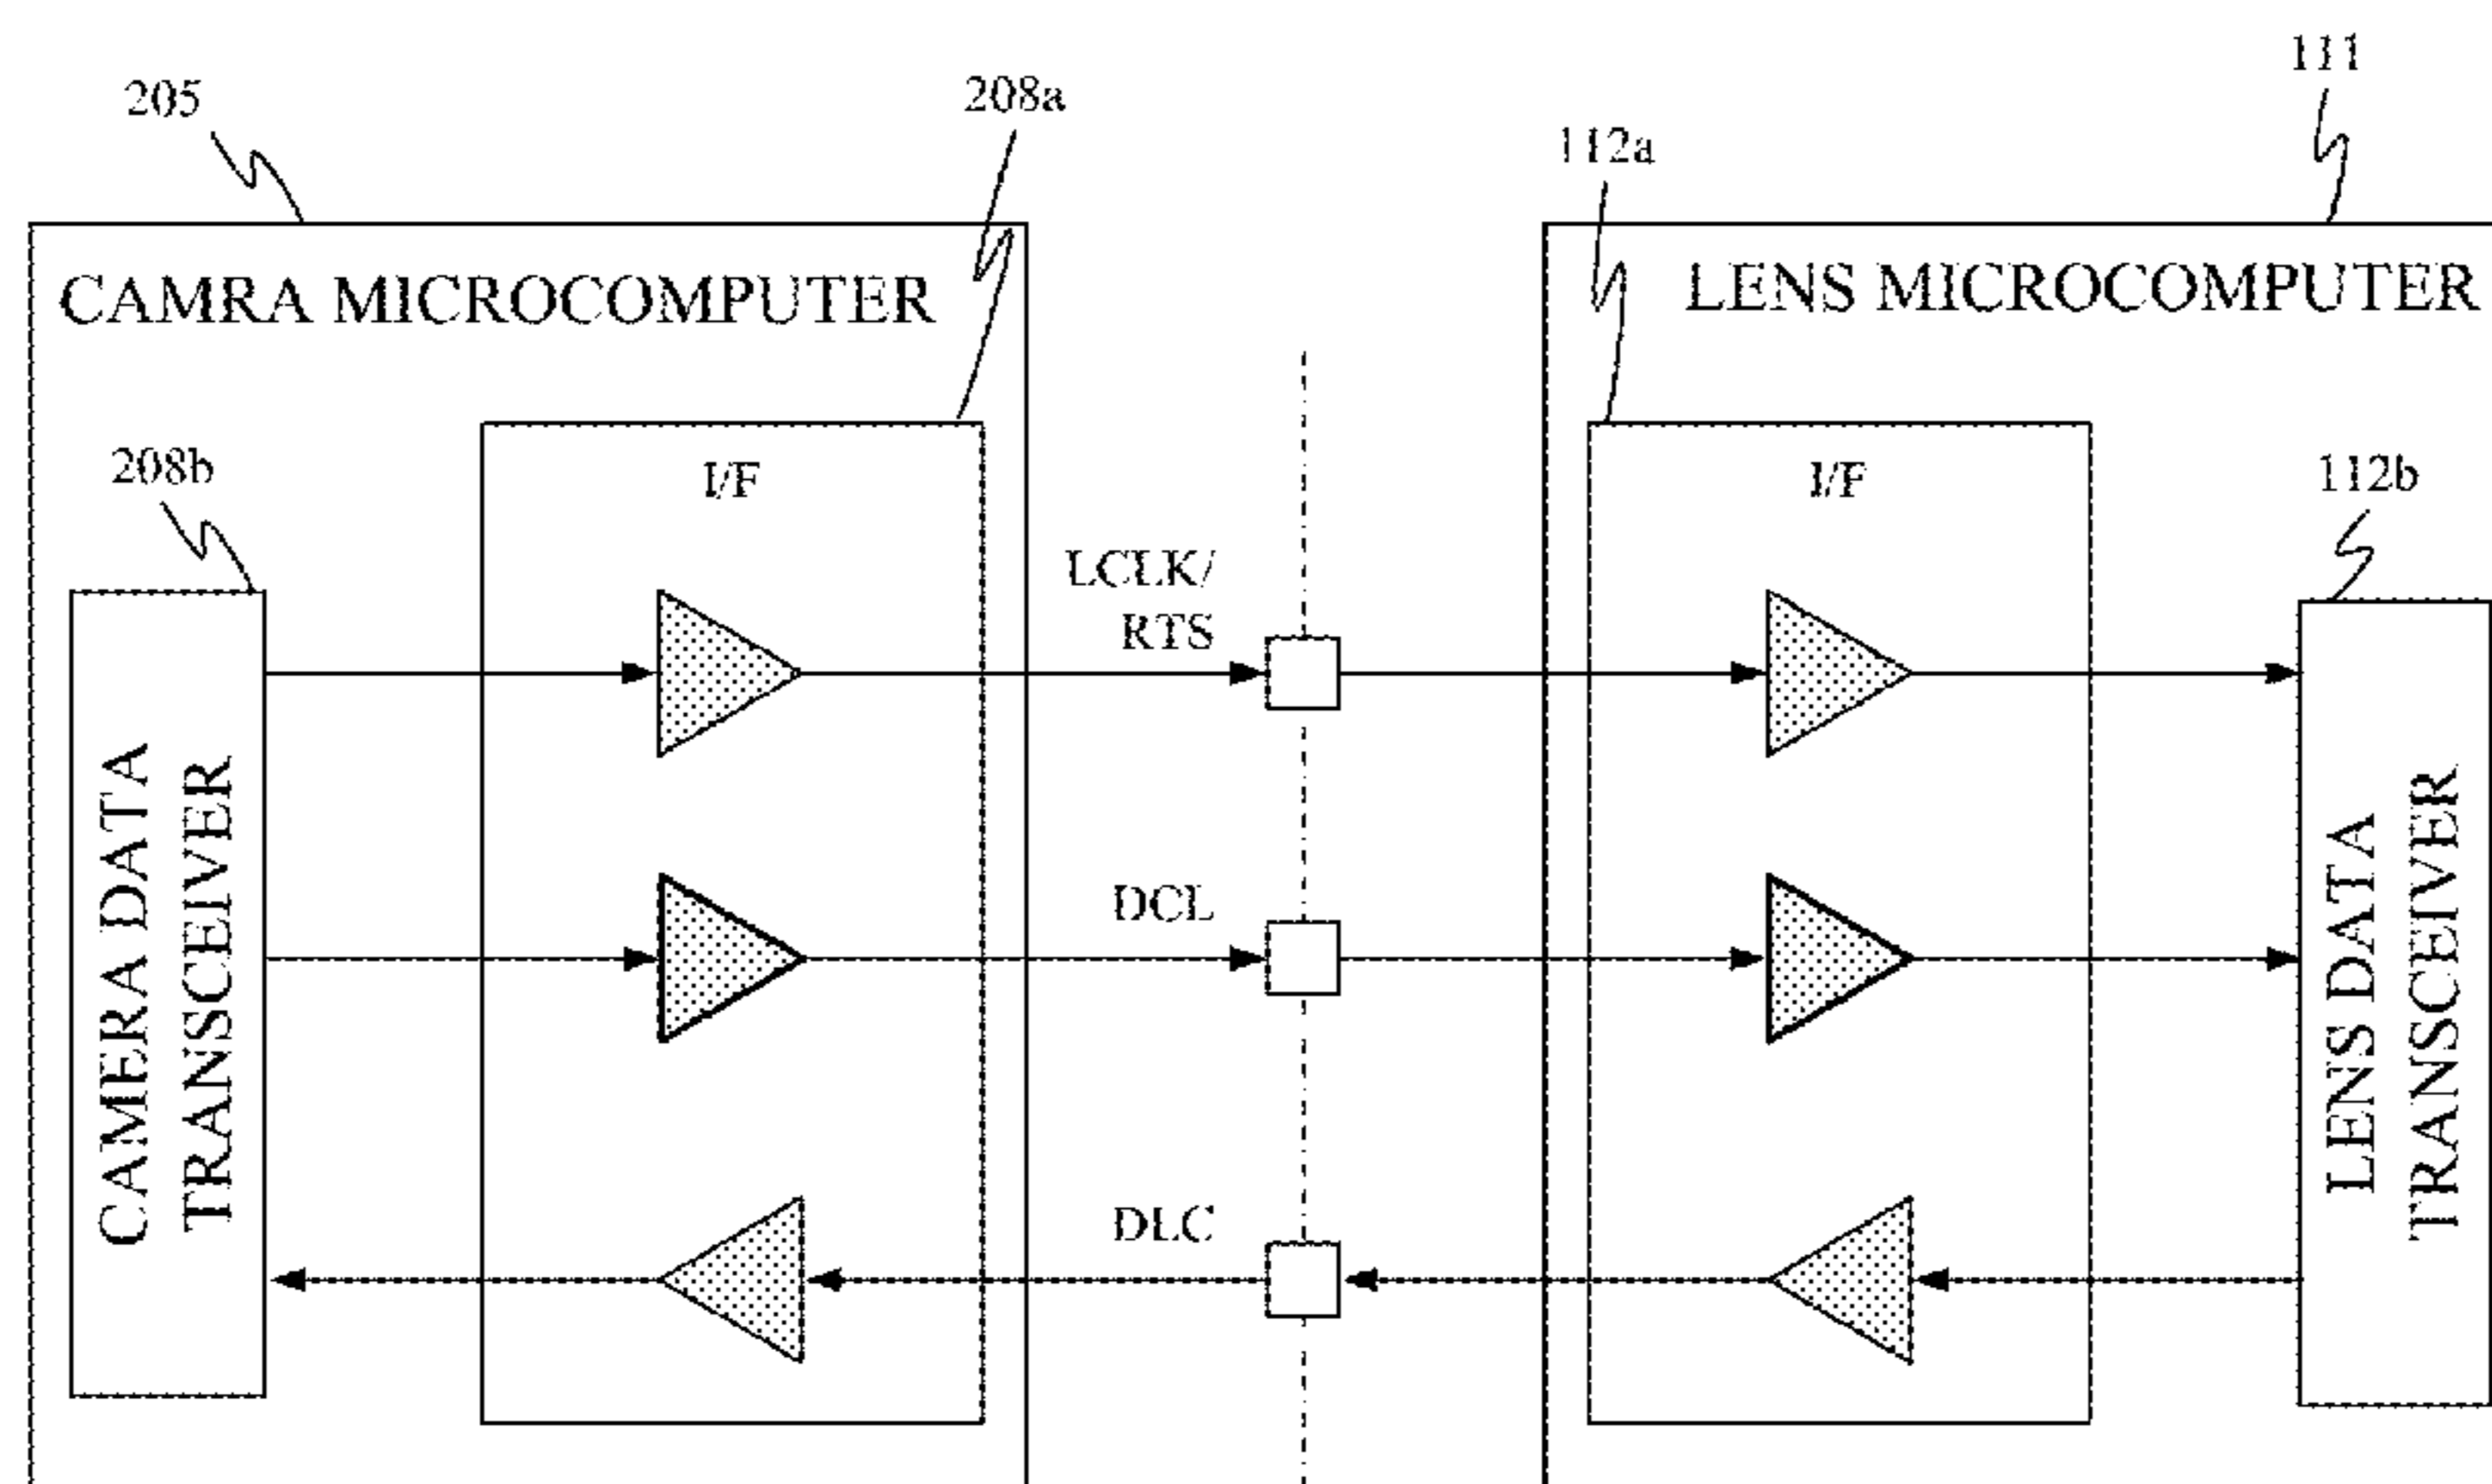 205
208a
112a
111
CAMRA MICROCOMPUTER
LENS MICROCOMPUTER
208b
I/F
I/F
112b
LCLK/
RTS
DCL
DLC
CAMERA DATA
TRANSCEIVER
LENS DATA
TRANSCEIVER